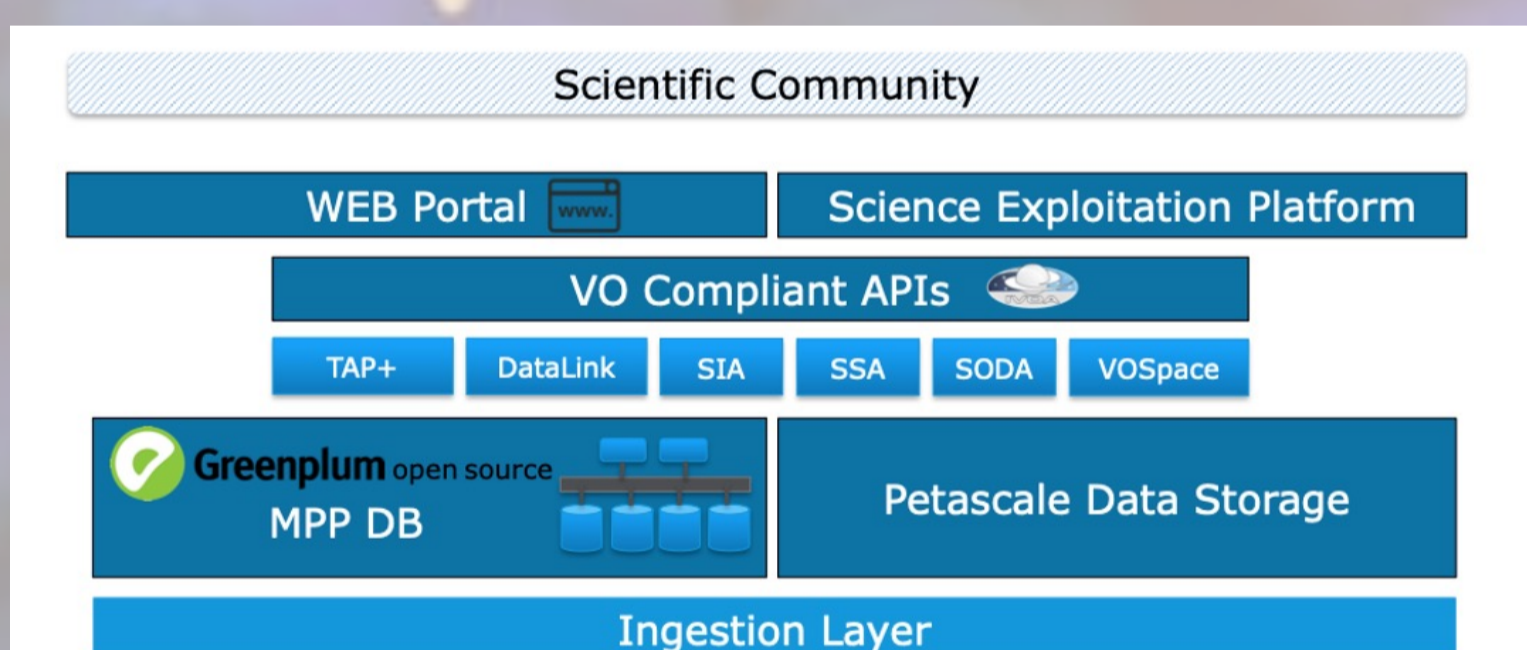 Scientific Community
WEB Portal www.
Science Exploitation Platform
VO Compliant APIs IVOA
TAP+
DataLink
SIA
SSA
SODA
VOSpace
Greenplum open source
MPP DB
Petascale Data Storage
Ingestion Layer